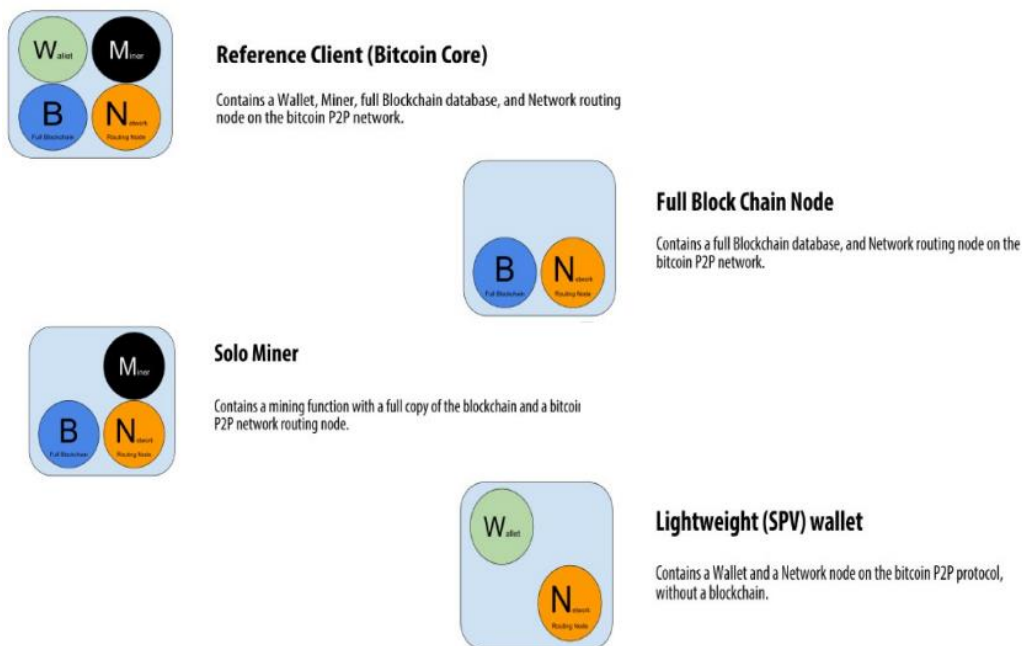 Wallet
Miner
B
Full Blockchain
Network
Routing Node
Reference Client (Bitcoin Core)
Contains a Wallet, Miner, full Blockchain database, and Network routing
node on the bitcoin P2P network.
B
Full Blockchain
Network
Routing Node
Full Block Chain Node
Contains a full Blockchain database, and Network routing node on the
bitcoin P2P network.
Miner
B
Full Blockchain
Network
Routing Node
Solo Miner
Contains a mining function with a full copy of the blockchain and a bitcoi
P2P network routing node.
Wallet
Network
Routing Node
Lightweight (SPV) wallet
Contains a Wallet and a Network node on the bitcoin P2P protocol,
without a blockchain.